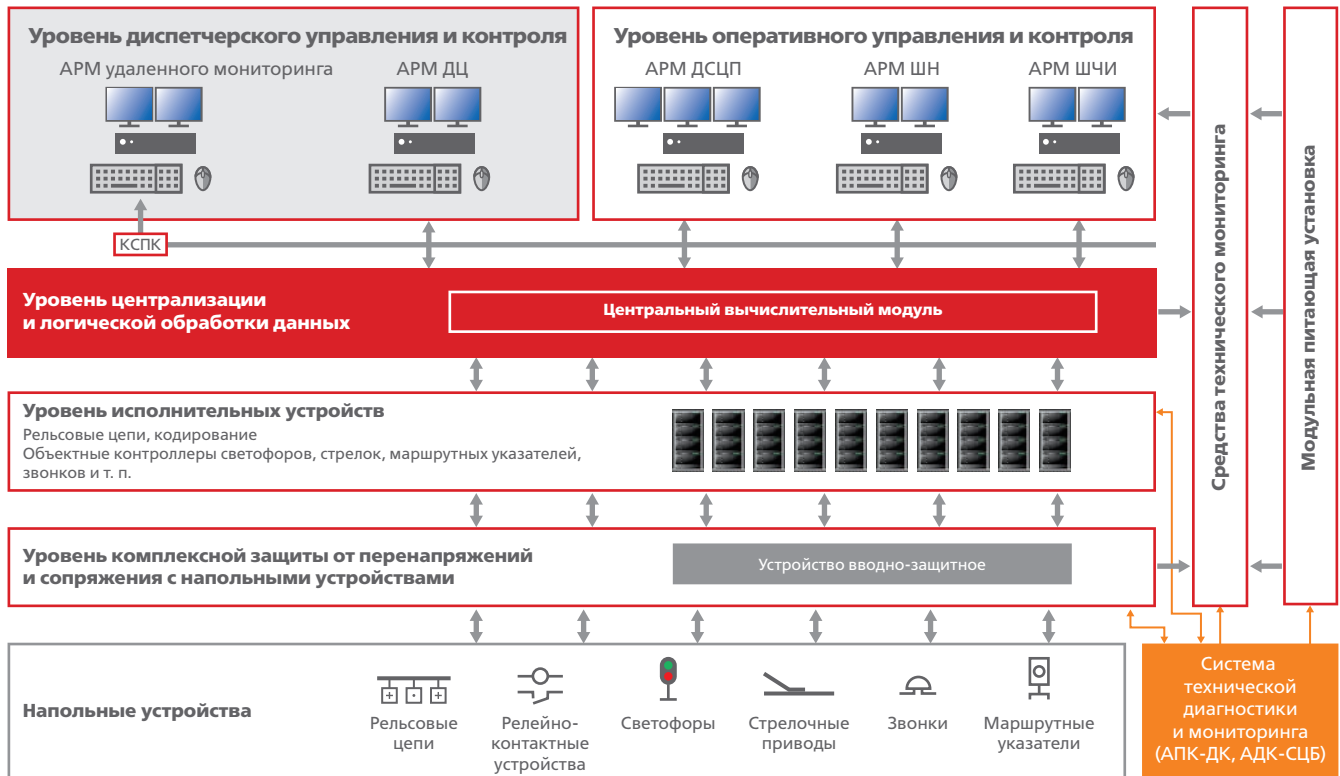 Уровень диспетчерского управления и контроля
АРМ удаленного мониторинга
АРМ ДЦ
Уровень оперативного управления и контроля
АРМ ДСЦП
АРМ ШН
АРМ ШЧИ
КСПК
Уровень централизации
и логической обработки данных
Центральный вычислительный модуль
Уровень исполнительных устройств
Рельсовые цепи, кодирование
Объектные контроллеры светофоров, стрелок, маршрутных указателей,
звонков и т. п.
Уровень комплексной защиты от перенапряжений
и сопряжения с напольными устройствами
Устройство вводно-защитное
Напольные устройства
Рельсовые
цепи
Релейно-
контактные
устройства
Светофоры
Стрелочные
приводы
Звонки
Маршрутные
указатели
Средства технического мониторинга
Модульная питающая установка
Система
технической
диагностики
и мониторинга
(АПК-ДК, АДК-СЦБ)